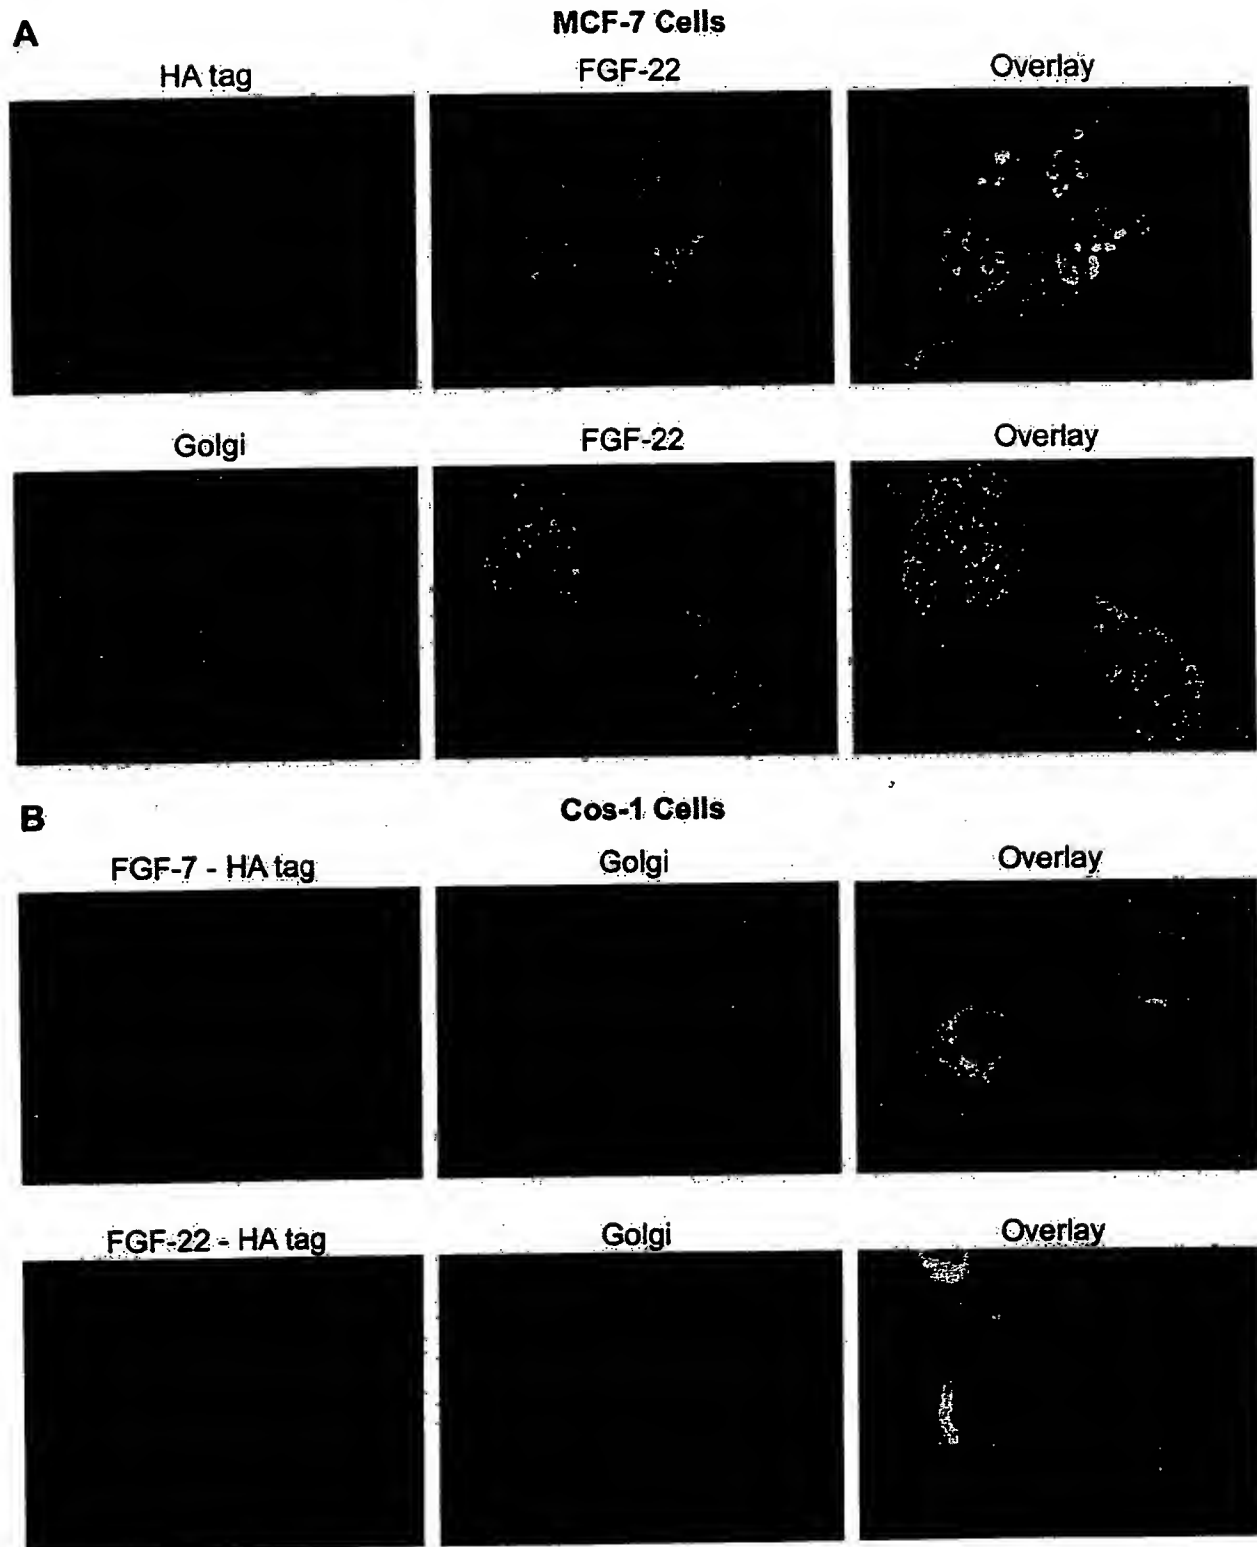 A
MCF-7 Cells
HA tag FGF-22 Overlay
Golgi FGF-22 Overlay
B
Cos-1 Cells
FGF-7 - HA tag Golgi Overlay
FGF-22 - HA tag Golgi Overlay